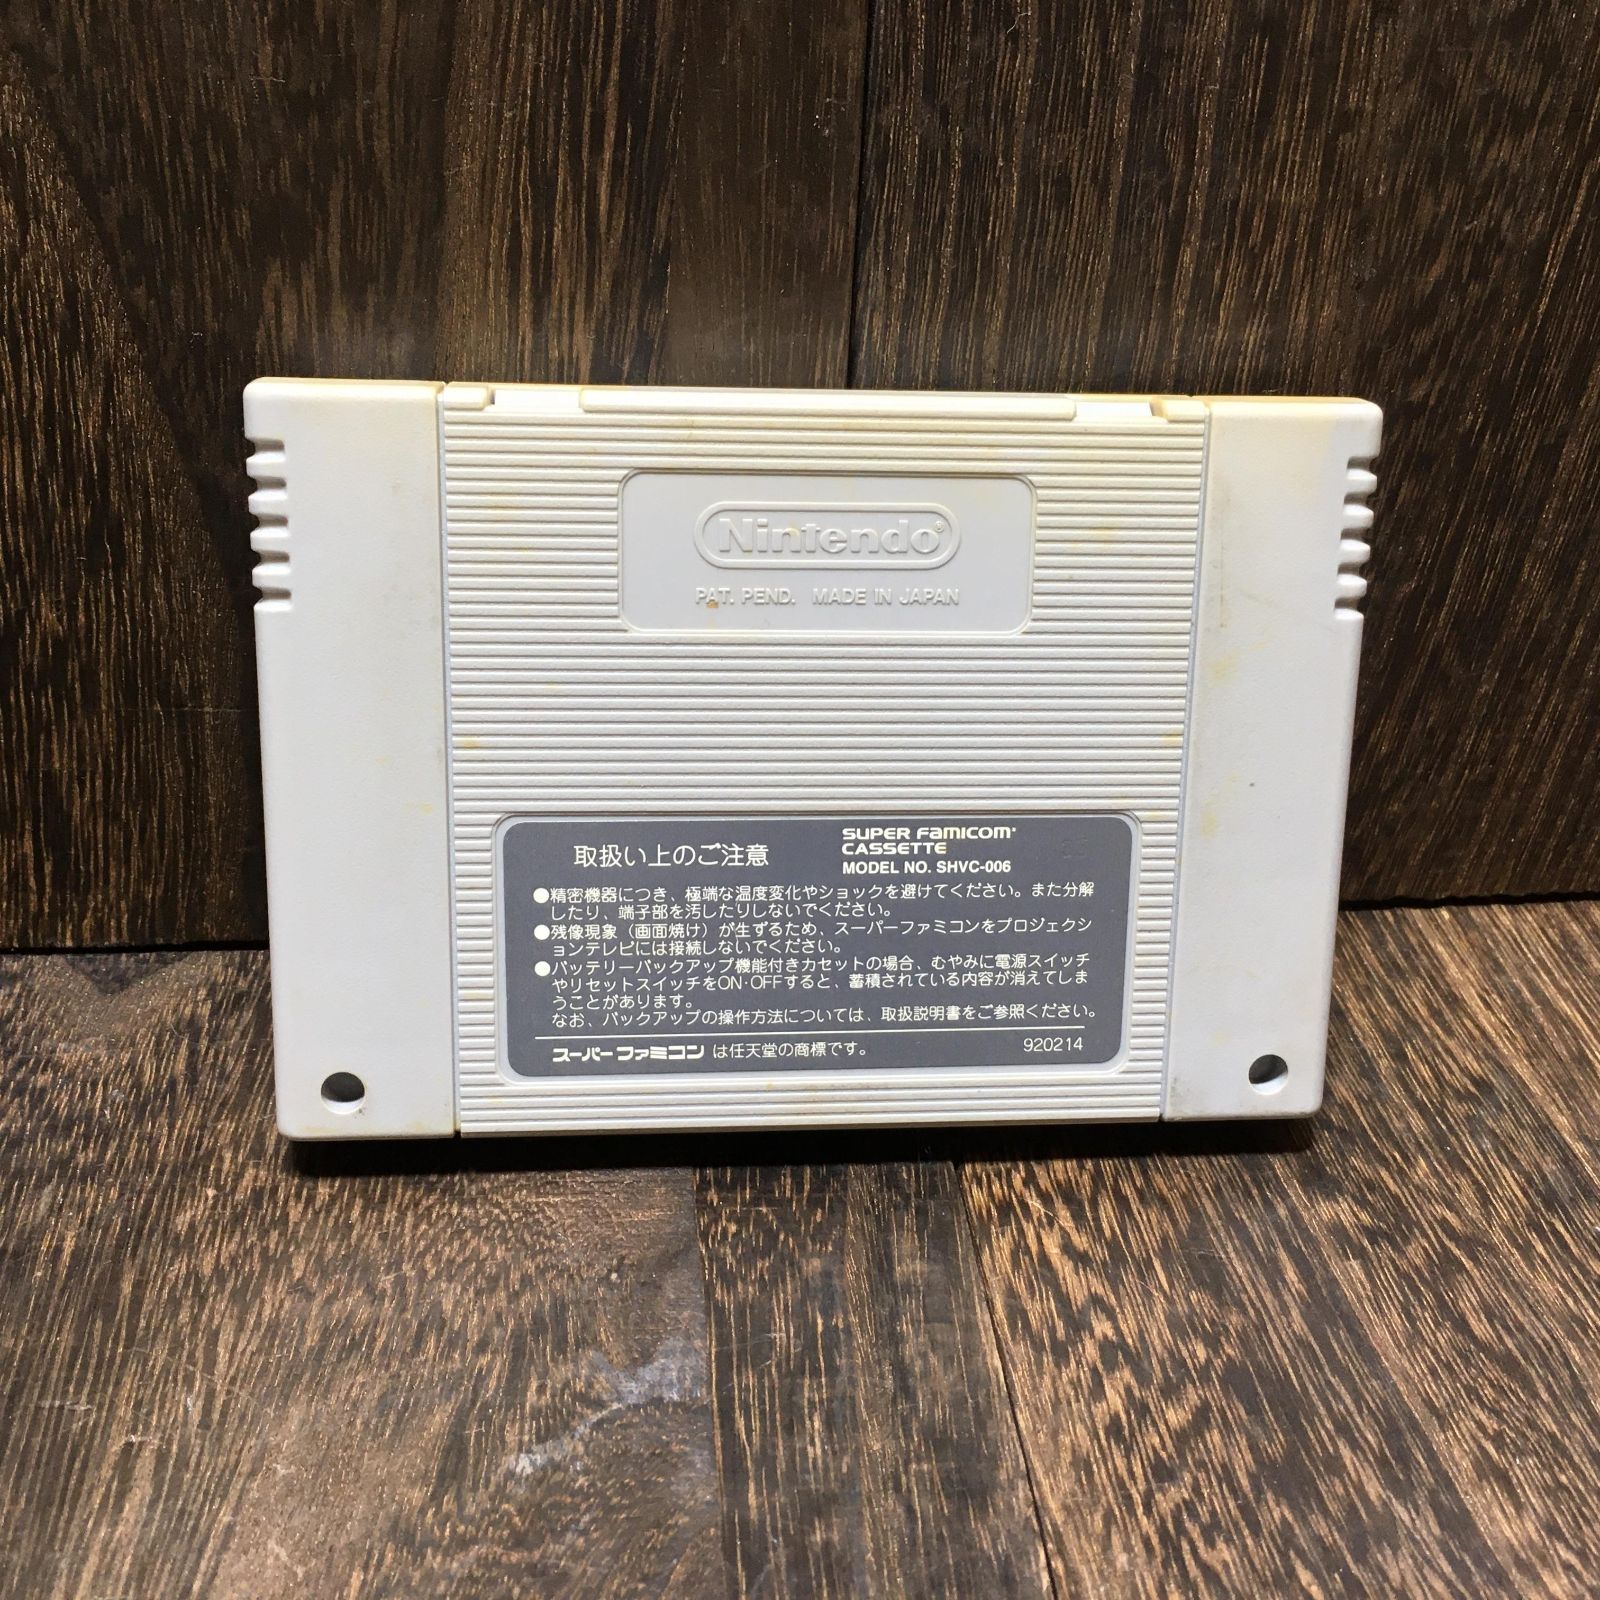 Nintendo®
PAT. PEND. MADE IN JAPAN
取扱い上のご注意
SUPER FAMICOM
CASSETTE
MODEL NO. SHVC-006
●精密機器につき、極端な温度変化やショックを避けてください。また分解
したり、端子部を汚したりしないでください。
●残像現象(画面焼け)が生ずるため、スーパーファミコンをプロジェクシ
ョンテレビには接続しないでください。
●バッテリーバックアップ機能付きカセットの場合、むやみに電源スイッチ
やリセットスイッチをON・OFFすると、蓄積されている内容が消えてしま
うことがあります。
なお、バックアップの操作方法については、取扱説明書をご参照ください。
スーパーファミコン は任天堂の商標です。
920214